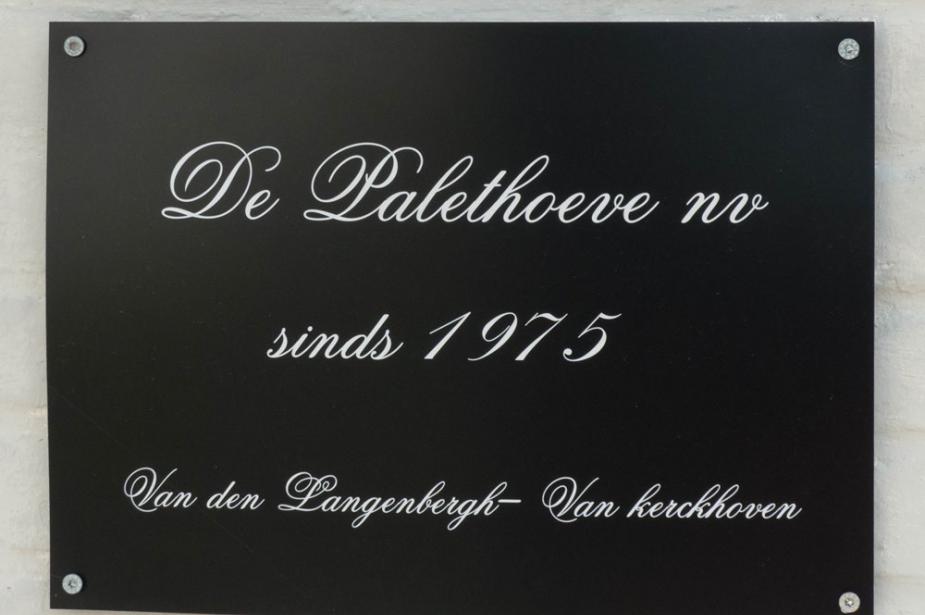 De Palethoeve nv
sinds 1975
Van den Langenbergh- Van kerckhoven